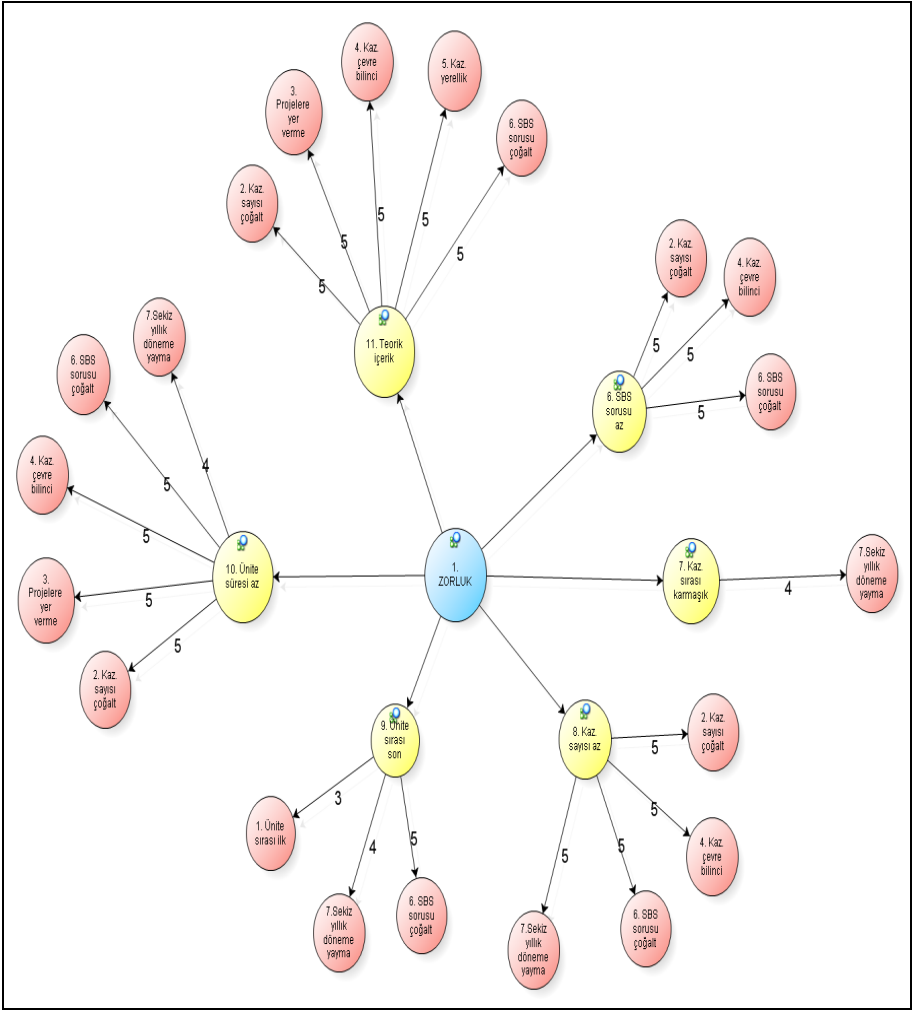 4. Kaz.
çevre
bilinci
5. Kaz.
yerellik
3.
Projelere
yer
verme
6. SBS
sorusu
çoğalt
2. Kaz.
sayısı
çoğalt
5
5
5
5
5
11. Teorik
içerik
2. Kaz.
sayısı
çoğalt
4. Kaz.
çevre
bilinci
6. SBS
sorusu
çoğalt
5
5
5
6. SBS
sorusu
az
7.Sekiz
yıllık
döneme
yayma
6. SBS
sorusu
çoğalt
4. Kaz.
çevre
bilinci
3.
Projelere
yer
verme
2. Kaz.
sayısı
çoğalt
4
5
5
5
5
10. Ünite
süresi az
1.
ZORLUK
7. Kaz.
sırası
karmaşık
4
7.Sekiz
yıllık
döneme
yayma
9. Ünite
sırası
son
3
4
5
1. Ünite
sırası ilk
7.Sekiz
yıllık
döneme
yayma
6. SBS
sorusu
çoğalt
8. Kaz.
sayısı az
5
5
5
5
2. Kaz.
sayısı
çoğalt
4. Kaz.
çevre
bilinci
6. SBS
sorusu
çoğalt
7.Sekiz
yıllık
döneme
yayma